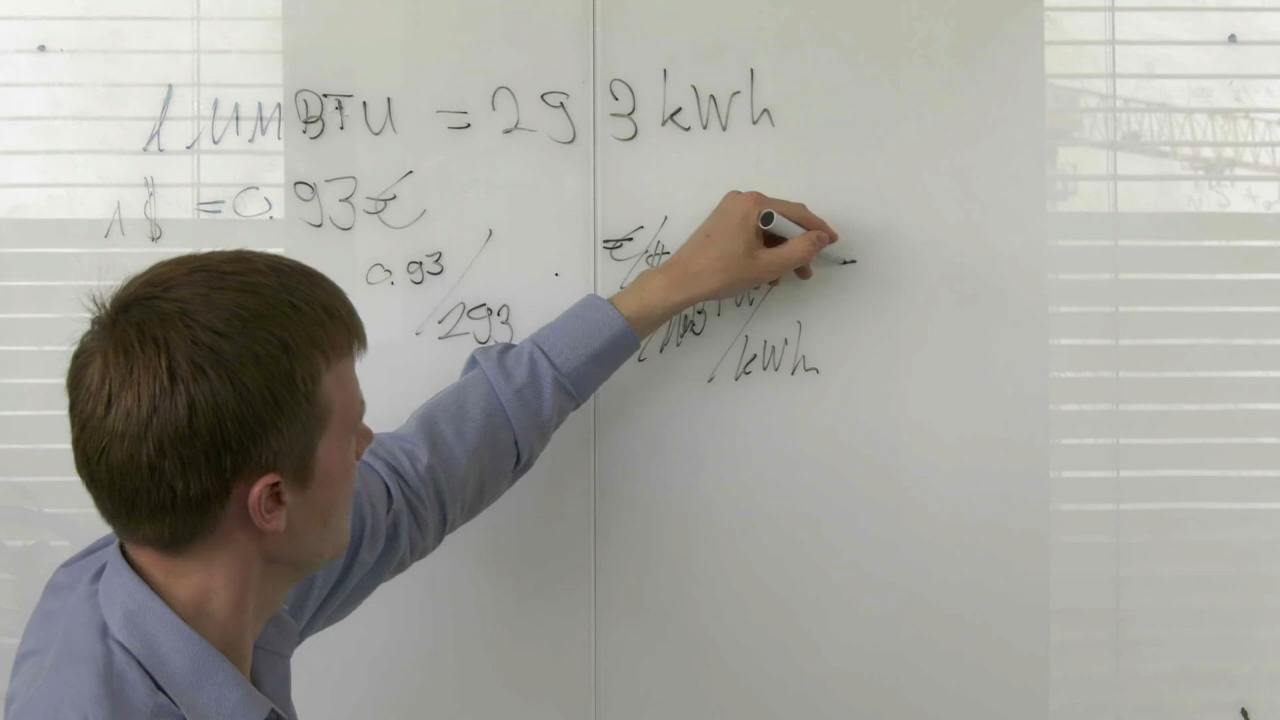 1 MMBTU = 293 kWh
1$ = 0.93€
0.93/293 . €/$
/kWh